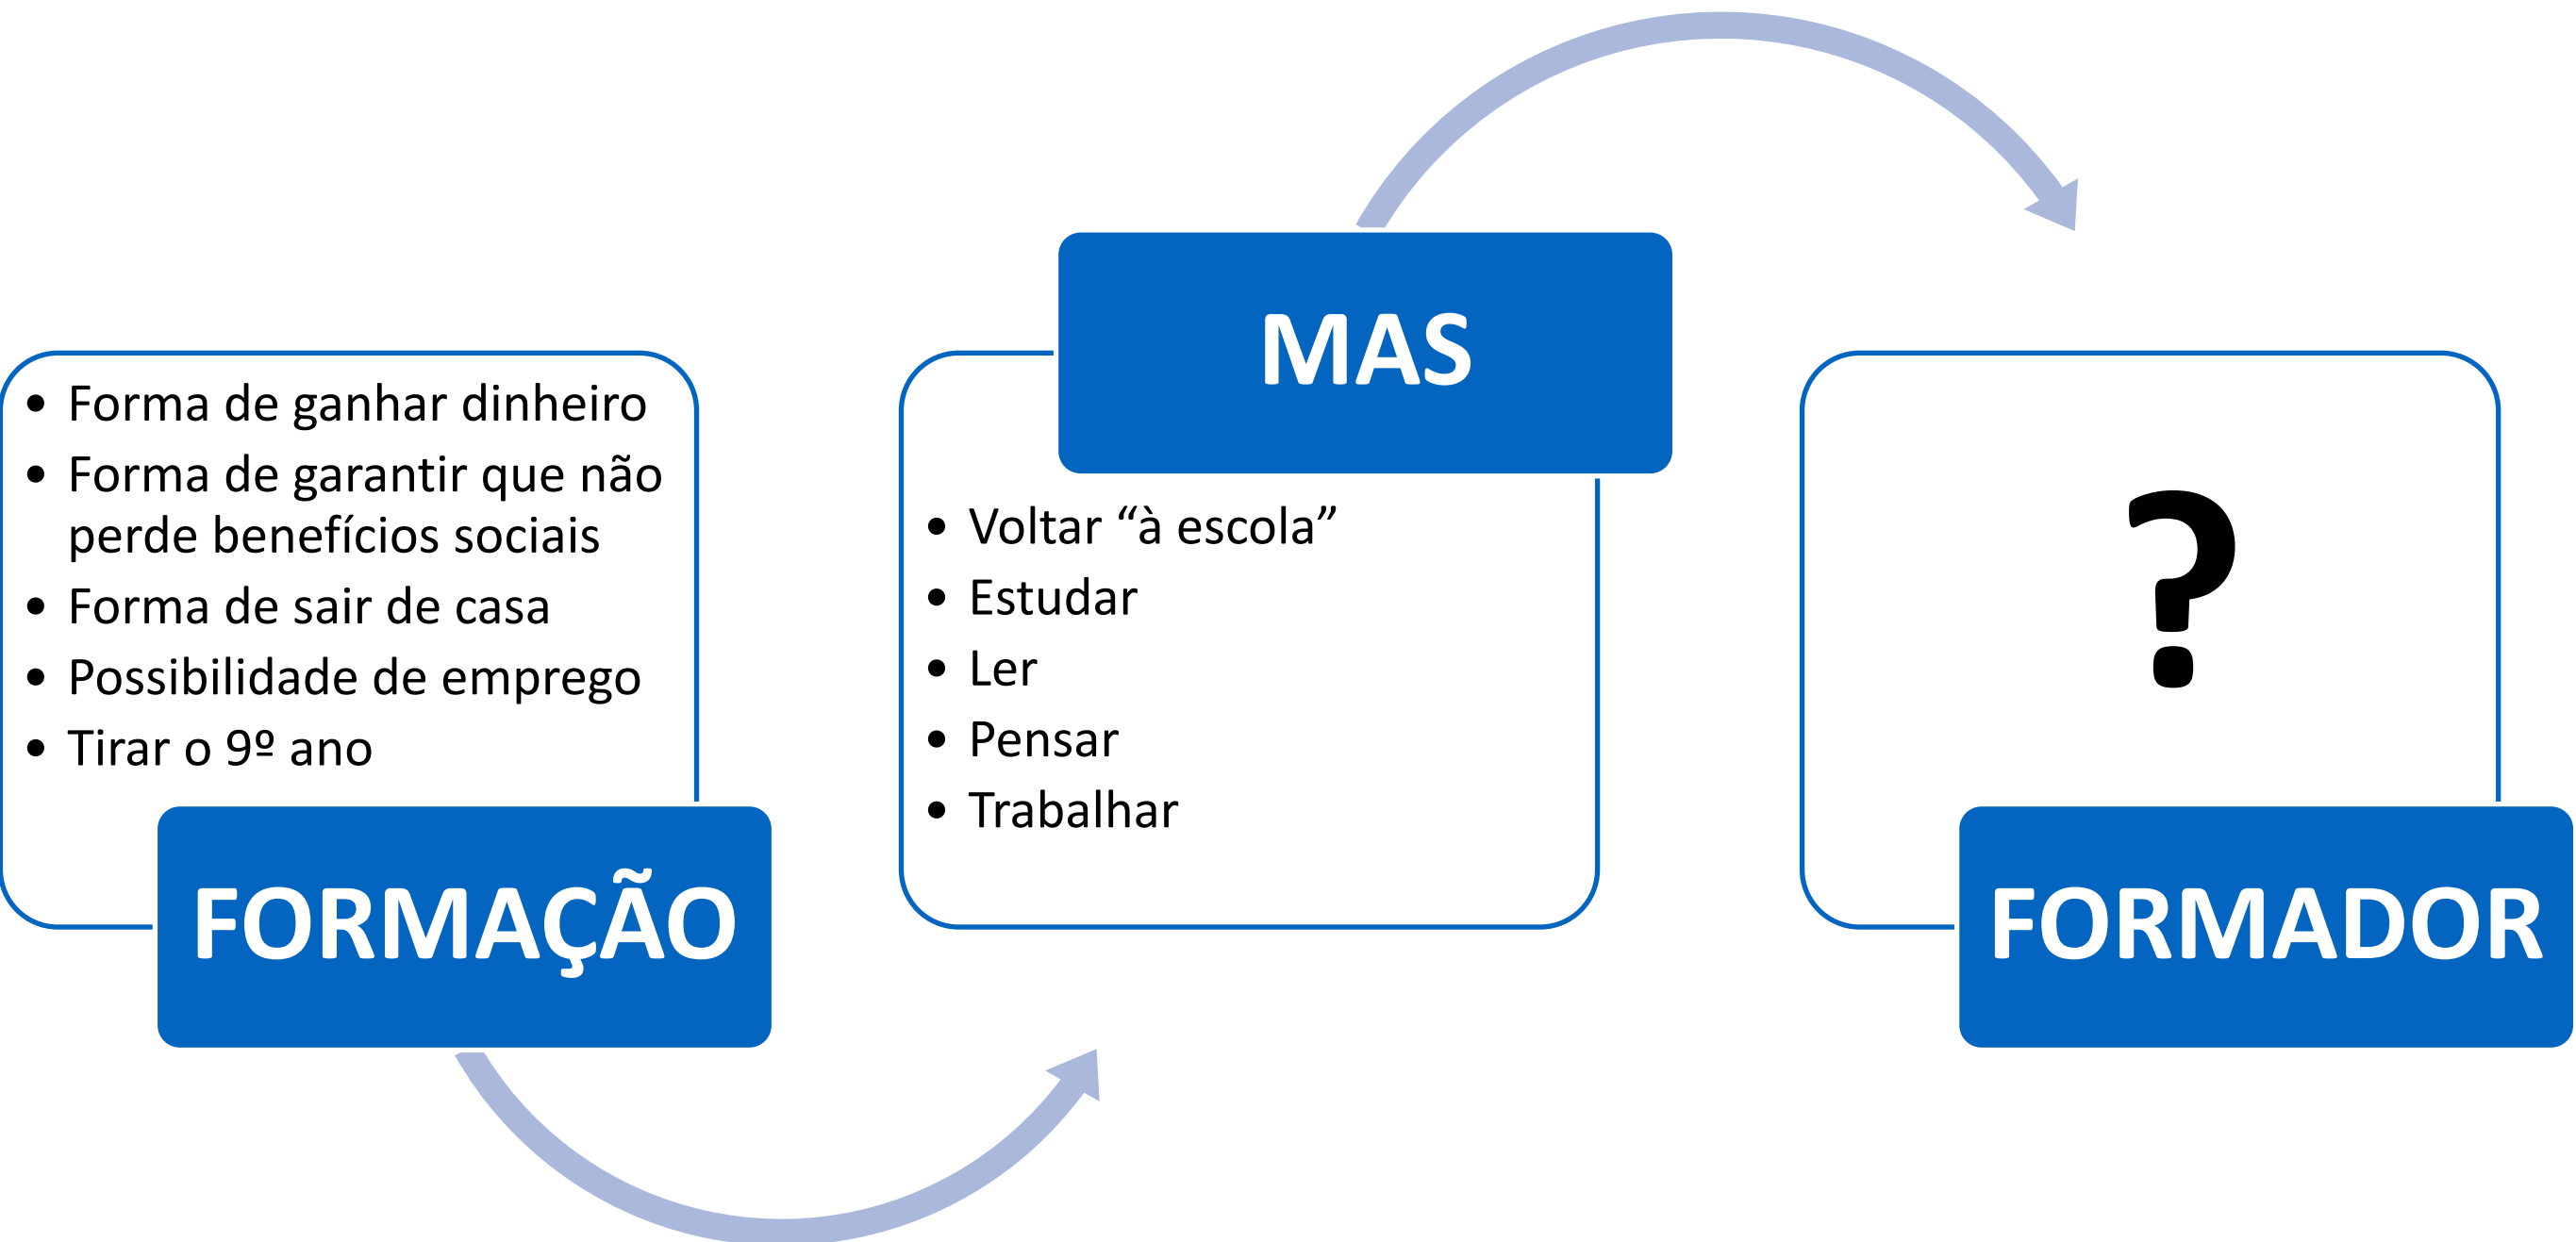 • Forma de ganhar dinheiro
• Forma de garantir que não
perde benefícios sociais
• Forma de sair de casa
• Possibilidade de emprego
• Tirar o 9º ano
FORMAÇÃO
MAS
• Voltar “à escola”
• Estudar
• Ler
• Pensar
• Trabalhar
?
FORMADOR